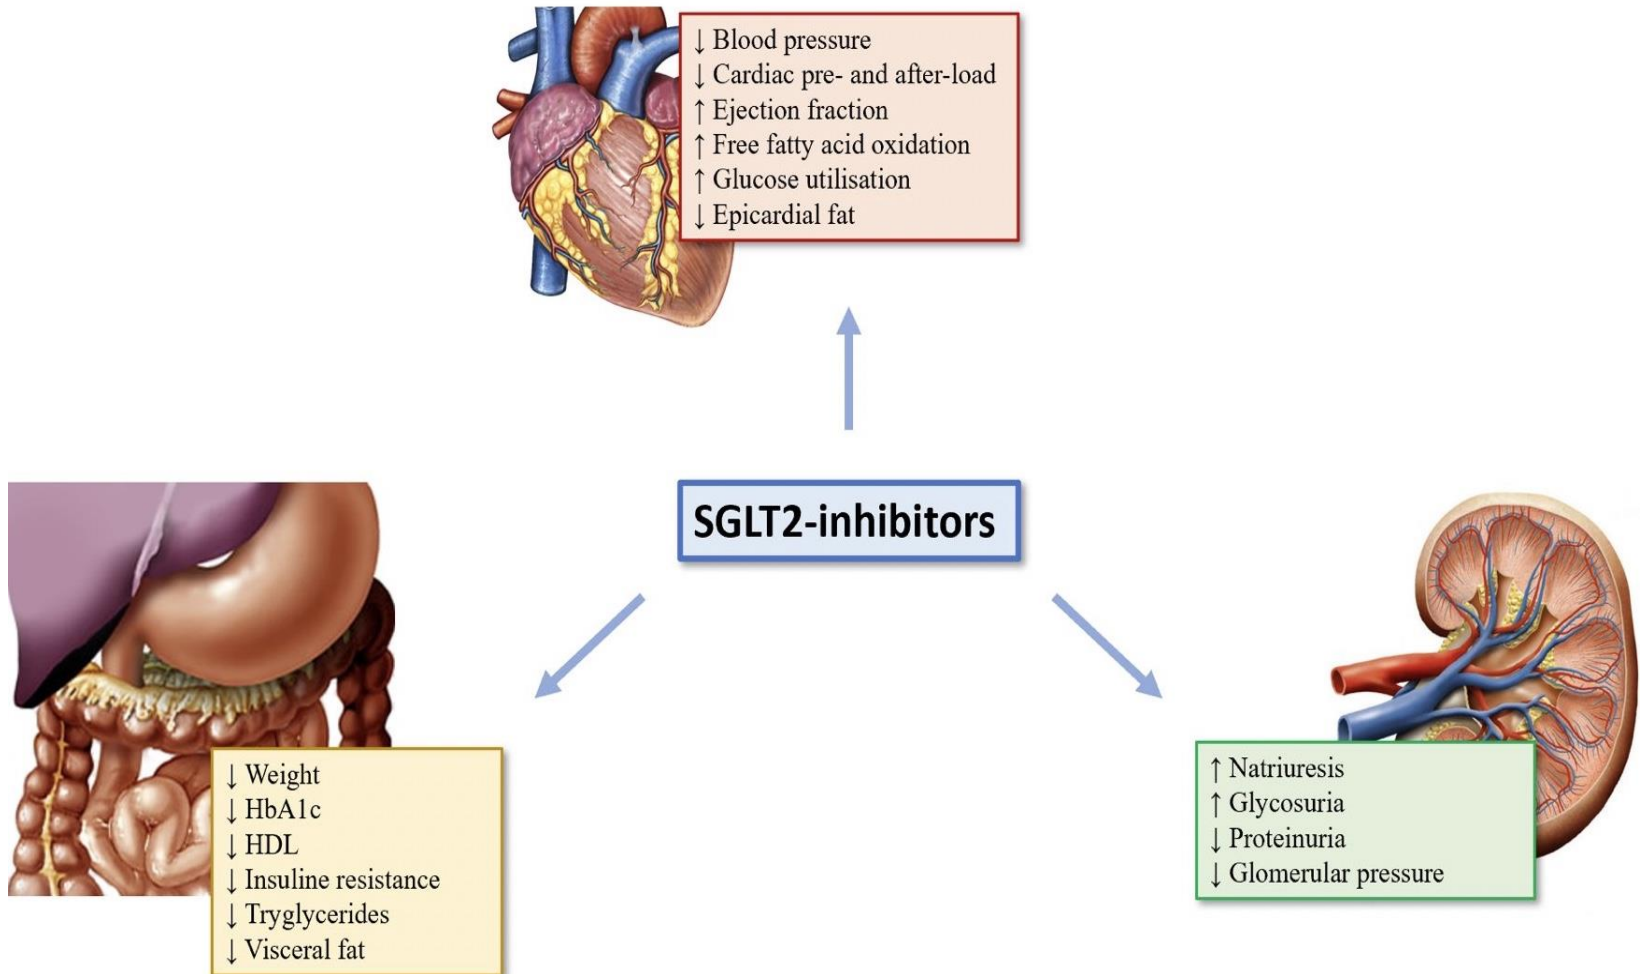 ↓ Blood pressure
↓ Cardiac pre- and after-load
↑ Ejection fraction
↑ Free fatty acid oxidation
↑ Glucose utilisation
↓ Epicardial fat
SGLT2-inhibitors
↓ Weight
↓ HbA1c
↓ HDL
↓ Insuline resistance
↓ Tryglycerides
↓ Visceral fat
↑ Natriuresis
↑ Glycosuria
↓ Proteinuria
↓ Glomerular pressure